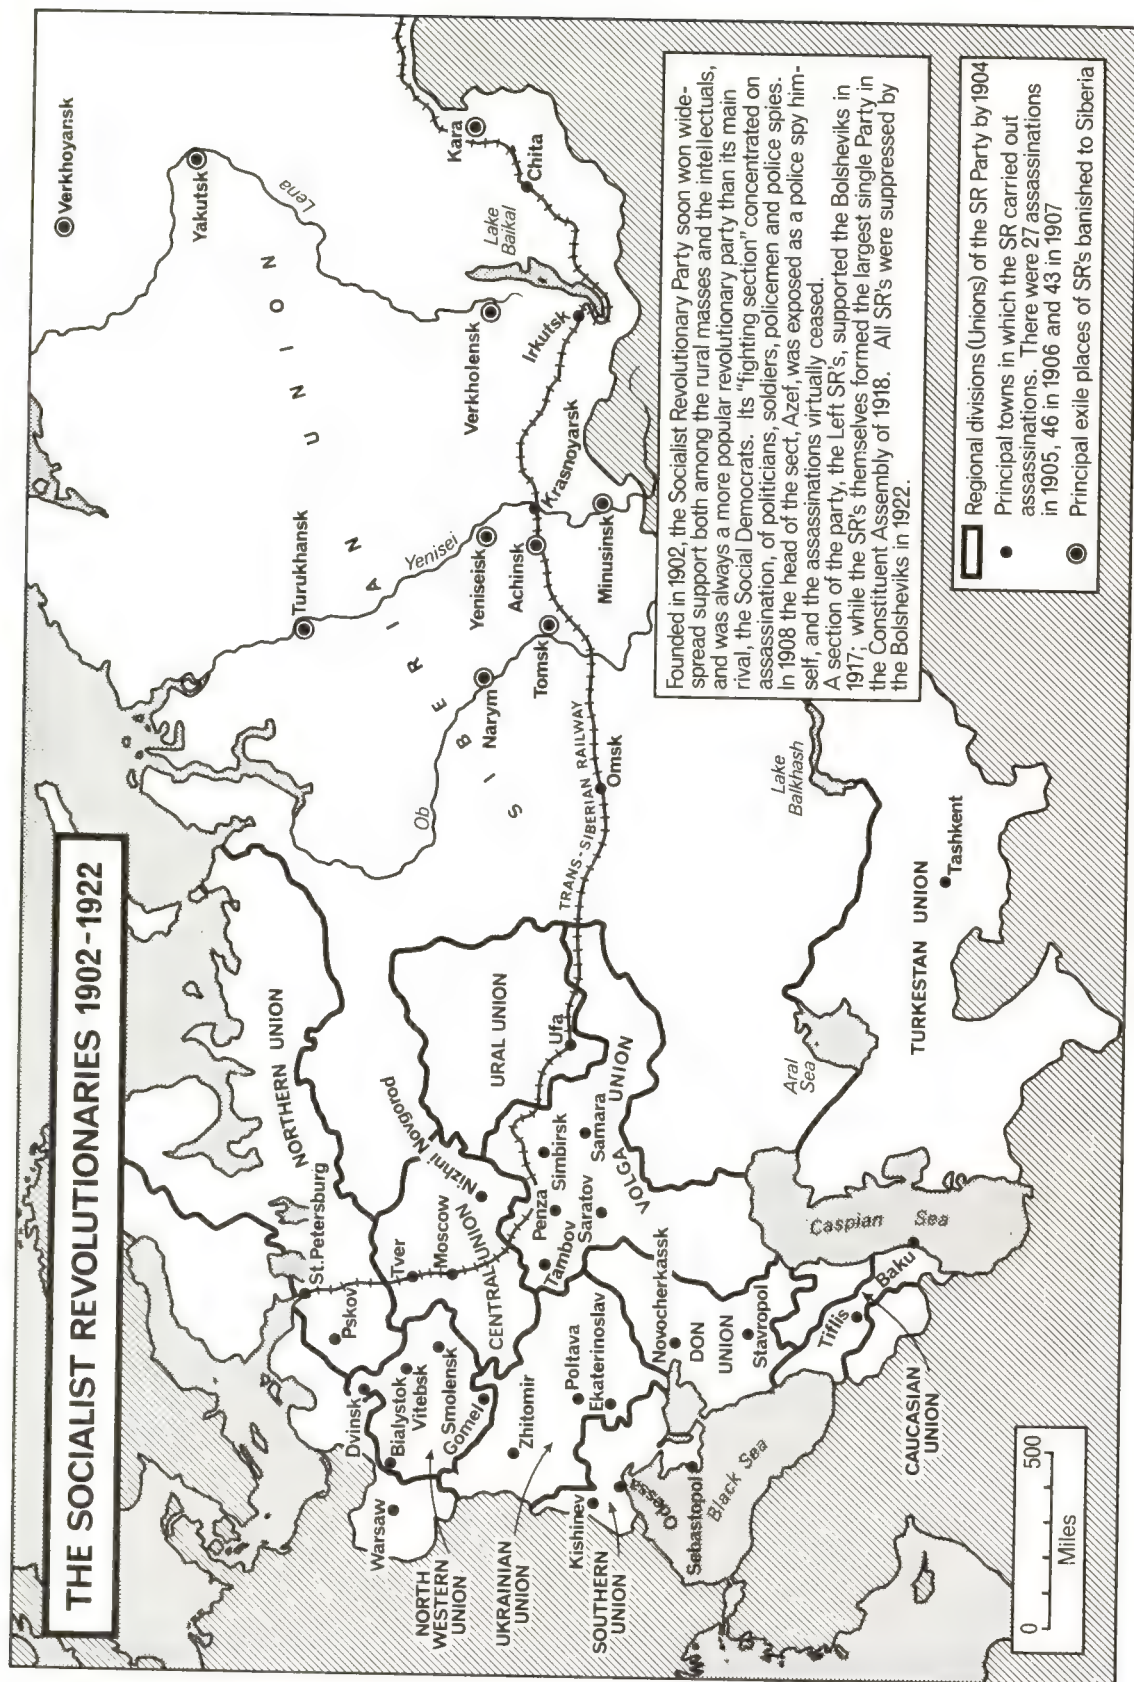 THE SOCIALIST REVOLUTIONARIES 1902-1922
Verkhoyansk
Yakutsk
Lena
Turukhansk
SIBERIAN UNION
Yenisei
Ob
Narym
Yeniseisk
Achinsk
Tomsk
Krasnoyarsk
Minusinsk
Verkholensk
Irkutsk
Lake
Baikal
Kara
Chita
TRANS-SIBERIAN RAILWAY
Omsk
NORTHERN UNION
St.Petersburg
Pskov
Tver
Moscow
Nizhni Novgorod
CENTRAL UNION
URAL UNION
Ufa
Dvinsk
Bialystok
Vitebsk
Smolensk
Gomel
Warsaw
NORTH
WESTERN
UNION
Zhitomir
UKRAINIAN
UNION
Poltava
Ekaterinoslav
Kishinev
Odessa
SOUTHERN
UNION
Sebastopol
Black Sea
Penza
Tambov
Simbirsk
Saratov
Samara
VOLGA UNION
Novocherkassk
DON
UNION
Stavropol
Tiflis
Baku
CAUCASIAN
UNION
Caspian Sea
Aral
Sea
Lake
Balkhash
TURKESTAN UNION
Tashkent
Founded in 1902, the Socialist Revolutionary Party soon won wide-
spread support both among the rural masses and the intellectuals,
and was always a more popular revolutionary party than its main
rival, the Social Democrats. Its "fighting section" concentrated on
assassination, of politicians, soldiers, policemen and police spies.
In 1908 the head of the sect, Azef, was exposed as a police spy him-
self, and the assassinations virtually ceased.
A section of the party, the Left SR's, supported the Bolsheviks in
1917; while the SR's themselves formed the largest single Party in
the Constituent Assembly of 1918. All SR's were suppressed by
the Bolsheviks in 1922.
Regional divisions (Unions) of the SR Party by 1904
Principal towns in which the SR carried out
assassinations. There were 27 assassinations
in 1905, 46 in 1906 and 43 in 1907
Principal exile places of SR's banished to Siberia
0 500
Miles